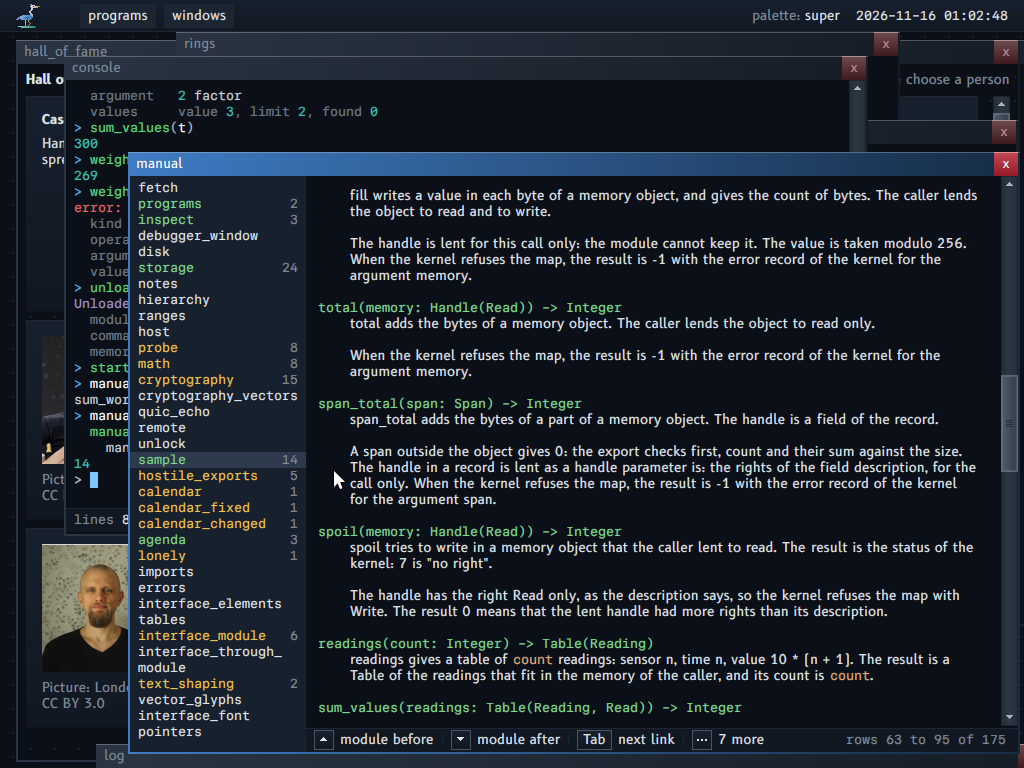 programs windows palette: super 2026-11-16 01:02:48
rings x
hall_of_fame x
console x
Hall o choose a person
argument 2 factor
values value 3, limit 2, found 0
> sum_values(t)
300
> weigh
269
> weigh
error:
kind
opera
argum
value
> unloa
Unloade
modul
comma
memor
> start
> manua
sum_wor
> manua
manua
man
14
>
lines 8
Cas
Han
spre
Pict
CC
Picture: Londo
CC BY 3.0
log
x
manual x
fetch
programs 2
inspect 3
debugger_window
disk
storage 24
notes
hierarchy
ranges
host
probe 8
math 8
cryptography 15
cryptography_vectors
quic_echo
remote
unlock
sample 14
hostile_exports 5
calendar 1
calendar_fixed 1
calendar_changed 1
agenda 3
lonely 1
imports
errors
interface_elements
tables
interface_module 6
interface_through_
module
text_shaping 2
vector_glyphs
interface_font
pointers
fill writes a value in each byte of a memory object, and gives the count of bytes. The caller lends
the object to read and to write.
The handle is lent for this call only: the module cannot keep it. The value is taken modulo 256.
When the kernel refuses the map, the result is -1 with the error record of the kernel for the
argument memory.
total(memory: Handle(Read)) -> Integer
total adds the bytes of a memory object. The caller lends the object to read only.
When the kernel refuses the map, the result is -1 with the error record of the kernel for the
argument memory.
span_total(span: Span) -> Integer
span_total adds the bytes of a part of a memory object. The handle is a field of the record.
A span outside the object gives 0: the export checks first, count and their sum against the size.
The handle in a record is lent as a handle parameter is: the rights of the field description, for the
call only. When the kernel refuses the map, the result is -1 with the error record of the kernel
for the argument span.
spoil(memory: Handle(Read)) -> Integer
spoil tries to write in a memory object that the caller lent to read. The result is the status of the
kernel: 7 is "no right".
The handle has the right Read only, as the description says, so the kernel refuses the map with
Write. The result 0 means that the lent handle had more rights than its description.
readings(count: Integer) -> Table(Reading)
readings gives a table of count readings: sensor n, time n, value 10 * (n + 1). The result is a
Table of the readings that fit in the memory of the caller, and its count is count.
sum_values(readings: Table(Reading, Read)) -> Integer
module before module after Tab next link ... 7 more rows 63 to 95 of 175